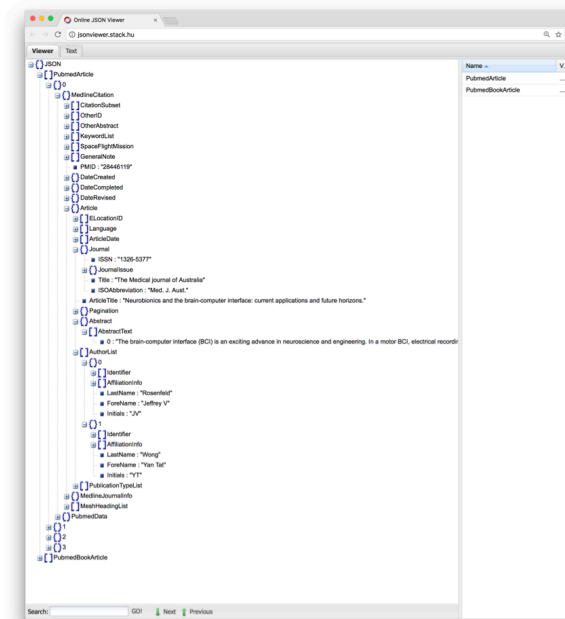 Online JSON Viewer
jsonviewer.stack.hu
Viewer Text
JSON
PubmedArticle
0
MedlineCitation
CitationSubset
OtherID
OtherAbstract
KeywordList
SpaceFlightMission
GeneralNote
PMID : "28446119"
DateCreated
DateCompleted
DateRevised
Article
ELocationID
Language
ArticleDate
Journal
ISSN : "1326-5377"
JournalIssue
Title : "The Medical journal of Australia"
ISOAbbreviation : "Med. J. Aust."
ArticleTitle : "Neurobionics and the brain-computer interface: current applications and future horizons."
Pagination
Abstract
AbstractText
0 : "The brain-computer interface (BCI) is an exciting advance in neuroscience and engineering. In a motor BCI, electrical recordin
AuthorList
0
Identifier
AffiliationInfo
LastName : "Rosenfeld"
ForeName : "Jeffrey V"
Initials : "JV"
1
Identifier
AffiliationInfo
LastName : "Wong"
ForeName : "Yan Tat"
Initials : "YT"
PublicationTypeList
MedlineJournalInfo
MeshHeadingList
PubmedData
1
2
3
PubmedBookArticle
Search: GO! Next Previous
Name V.
PubmedArticle ...
PubmedBookArticle ...